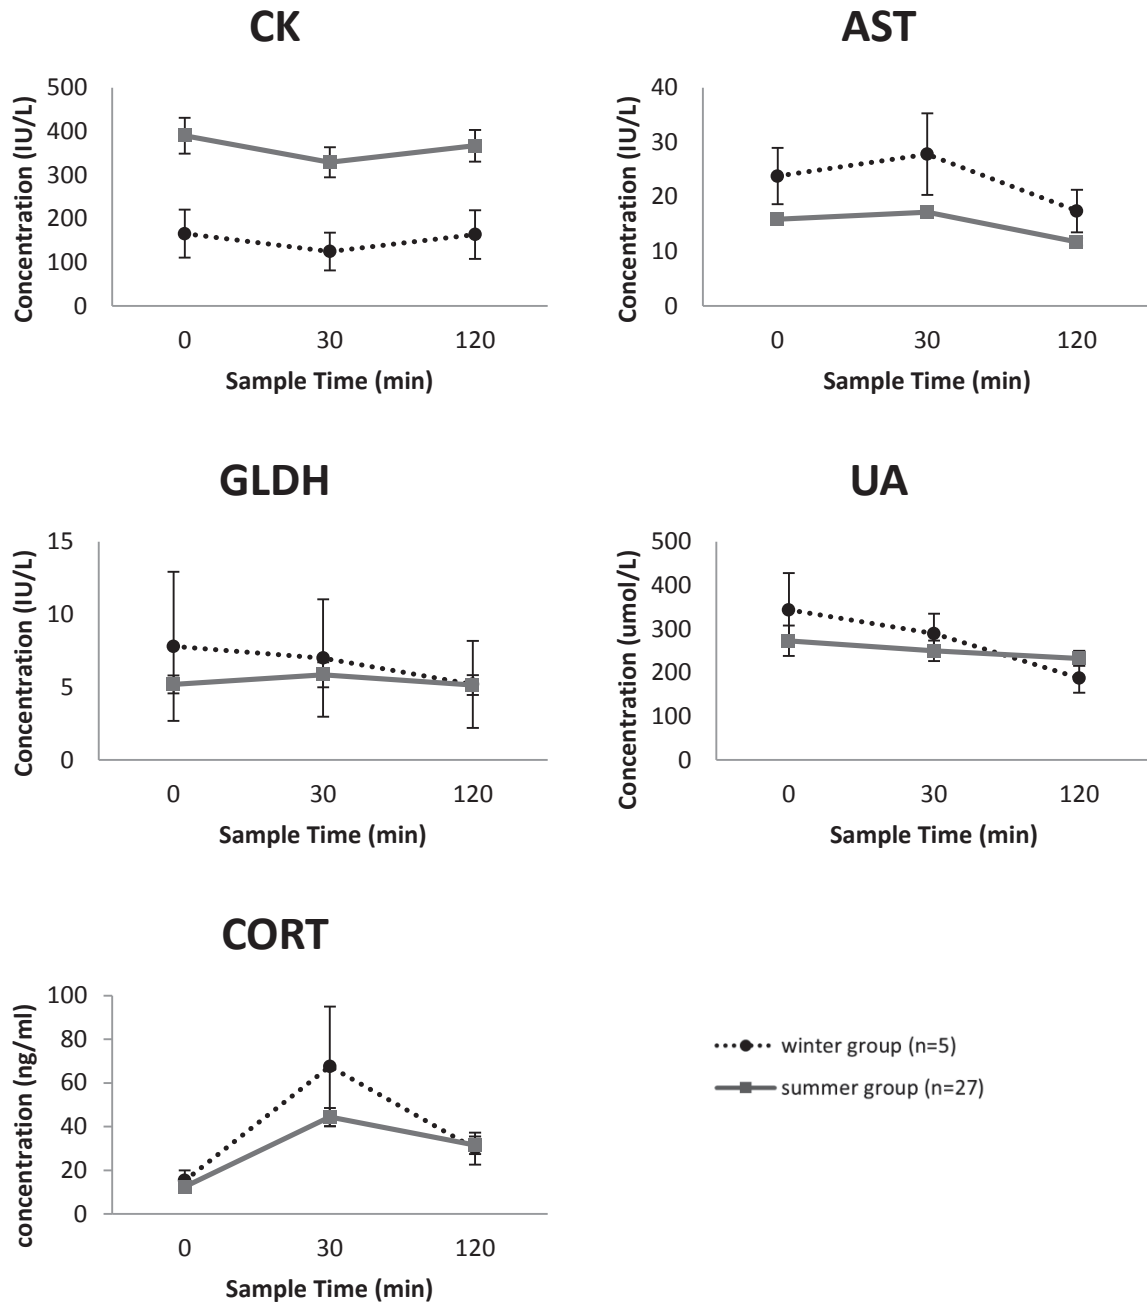 CK
Concentration (IU/L)
500
400
300
200
100
0
0 30 120
Sample Time (min)
AST
Concentration (IU/L)
40
30
20
10
0
0 30 120
Sample Time (min)
GLDH
Concentration (IU/L)
15
10
5
0
0 30 120
Sample Time (min)
UA
Concentration (umol/L)
500
400
300
200
100
0
0 30 120
Sample Time (min)
CORT
concentration (ng/ml)
100
80
60
40
20
0
0 30 120
Sample Time (min)
winter group (n=5)
summer group (n=27)